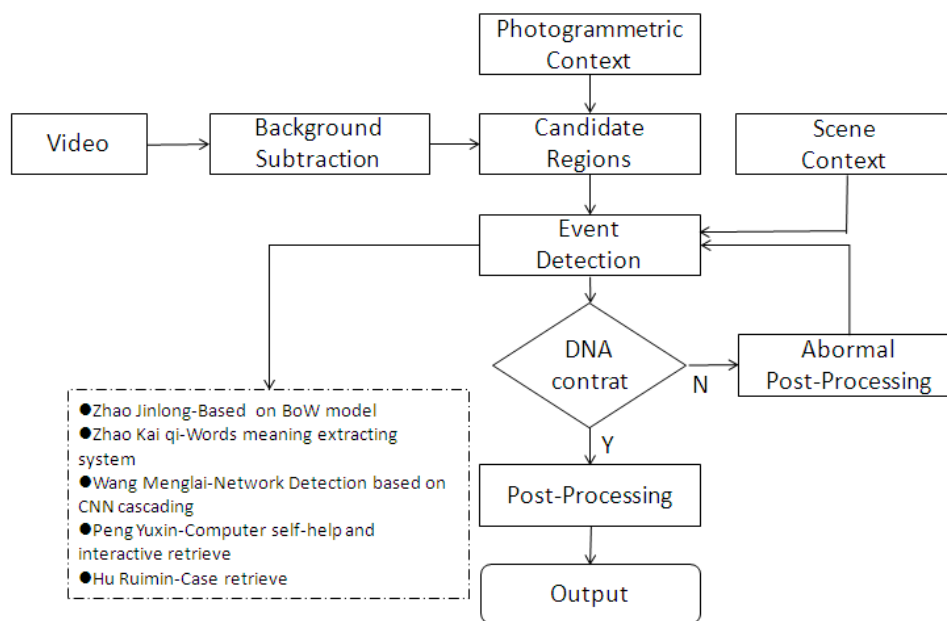 Photogrammetric
Context
Video
Background
Subtraction
Candidate
Regions
Scene
Context
Event
Detection
DNA
contrat
N
Abormal
Post-Processing
Y
●Zhao Jinlong-Based on BoW model
●Zhao Kai qi-Words meaning extracting
system
●Wang Menglai-Network Detection based on
CNN cascading
●Peng Yuxin-Computer self-help and
interactive retrieve
●Hu Ruimin-Case retrieve
Post-Processing
Output